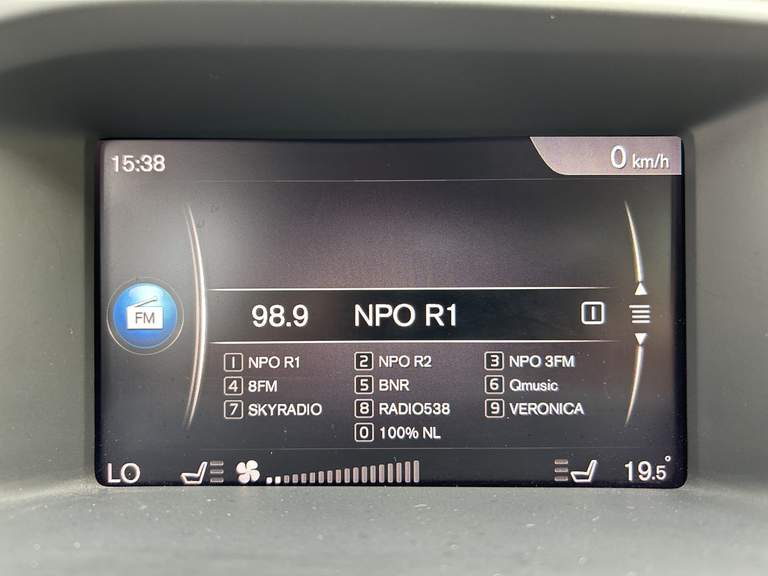 15:38
0 km/h
FM
98.9 NPO R1 1
1 NPO R1 2 NPO R2 3 NPO 3FM
4 8FM 5 BNR 6 Qmusic
7 SKYRADIO 8 RADIO538 9 VERONICA
0 100% NL
LO 19.5°